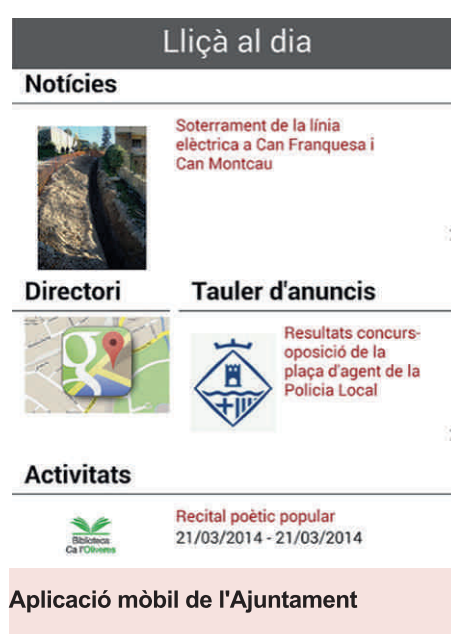 Lliçà al dia
Notícies
Soterrament de la línia
elèctrica a Can Franquesa i
Can Montcau
Directori
Tauler d'anuncis
Resultats concurs-
oposició de la
plaça d'agent de la
Policia Local
Activitats
Biblioteca
Ca l'Oliveres
Recital poètic popular
21/03/2014 - 21/03/2014
Aplicació mòbil de l'Ajuntament